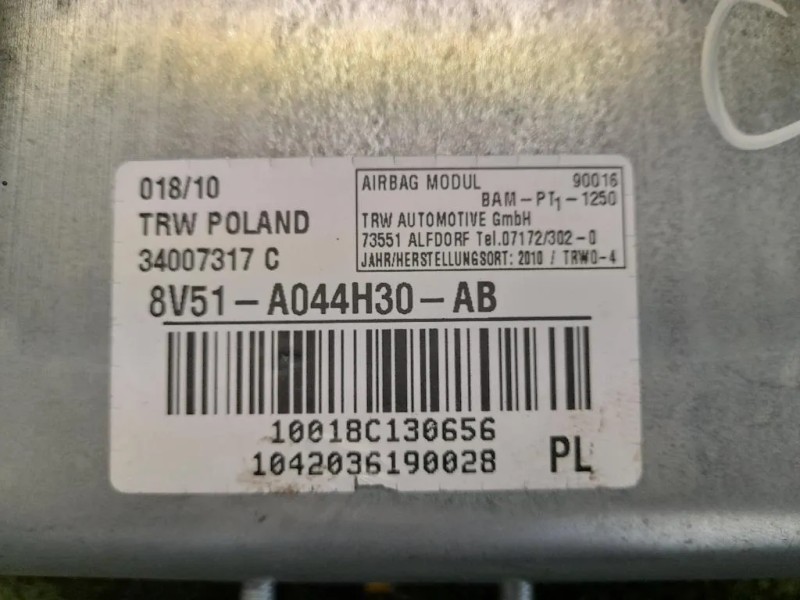 018/10
TRW POLAND
34007317 C
AIRBAG MODUL 90016
BAM-PT1-1250
TRW AUTOMOTIVE GmbH
73551 ALFDORF Tel.07172/302-0
JAHR/HERSTELLUNGSORT: 2010 / TRWO-4
8V51-A044H30-AB
10018C130656
1042036190028 PL